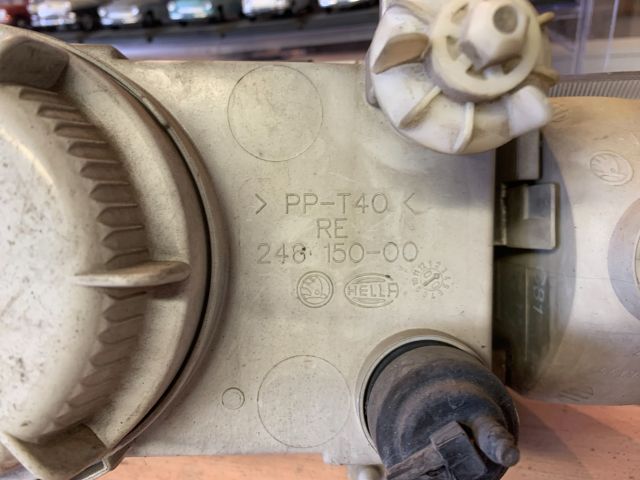 > PP-T40 <
RE
248 150-00
HELLA